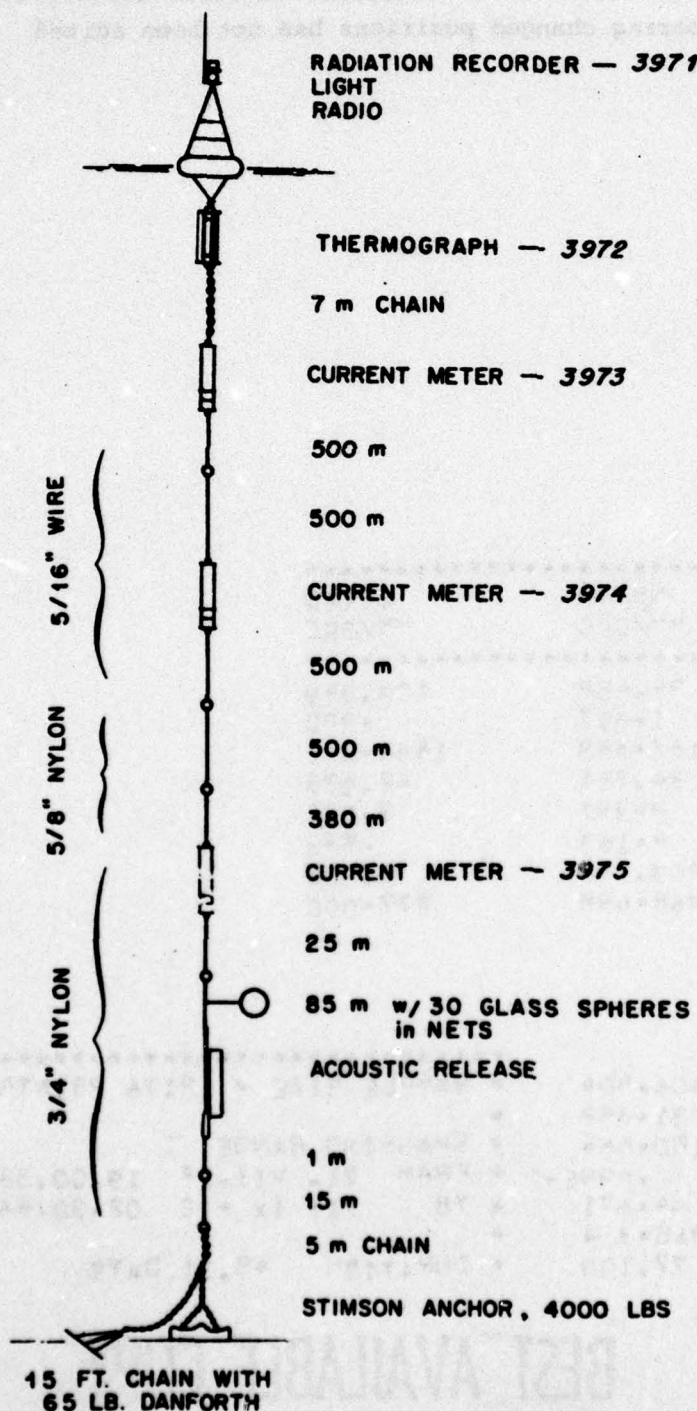 RADIATION RECORDER — 3971
LIGHT
RADIO
THERMOGRAPH — 3972
7 m CHAIN
CURRENT METER — 3973
500 m
500 m
5/16" WIRE
CURRENT METER — 3974
500 m
5/8" NYLON
500 m
380 m
CURRENT METER — 3975
25 m
3/4" NYLON
85 m w/ 30 GLASS SPHERES
in NETS
ACOUSTIC RELEASE
1 m
15 m
5 m CHAIN
STIMSON ANCHOR, 4000 LBS
15 FT. CHAIN WITH
65 LB. DANFORTH